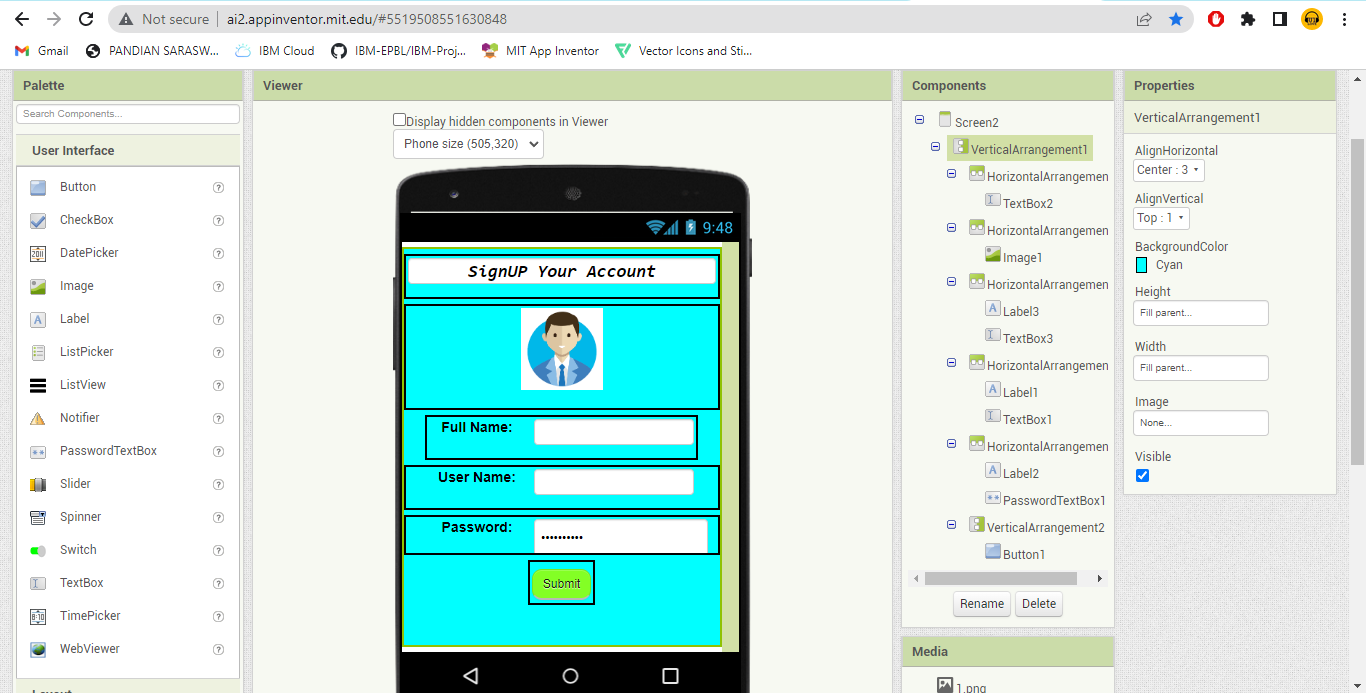 Not secure | ai2.appinventor.mit.edu/#5519508551630848
Gmail PANDIAN SARASW... IBM Cloud IBM-EPBL/IBM-Proj... MIT App Inventor Vector Icons and Sti...
Palette
Search Components...
User Interface
Button ?
CheckBox ?
DatePicker ?
Image ?
Label ?
ListPicker ?
ListView ?
Notifier ?
PasswordTextBox ?
Slider ?
Spinner ?
Switch ?
TextBox ?
TimePicker ?
WebViewer ?
Layout
Viewer
Display hidden components in Viewer
Phone size (505,320)
9:48
SignUP Your Account
Full Name:
User Name:
Password:
Submit
Components
Screen2
VerticalArrangement1
HorizontalArrangemen
TextBox2
HorizontalArrangemen
Image1
HorizontalArrangemen
Label3
TextBox3
HorizontalArrangemen
Label1
TextBox1
HorizontalArrangemen
Label2
PasswordTextBox1
VerticalArrangement2
Button1
Rename Delete
Media
1.png
Properties
VerticalArrangement1
AlignHorizontal
Center : 3
AlignVertical
Top : 1
BackgroundColor
Cyan
Height
Fill parent...
Width
Fill parent...
Image
None...
Visible